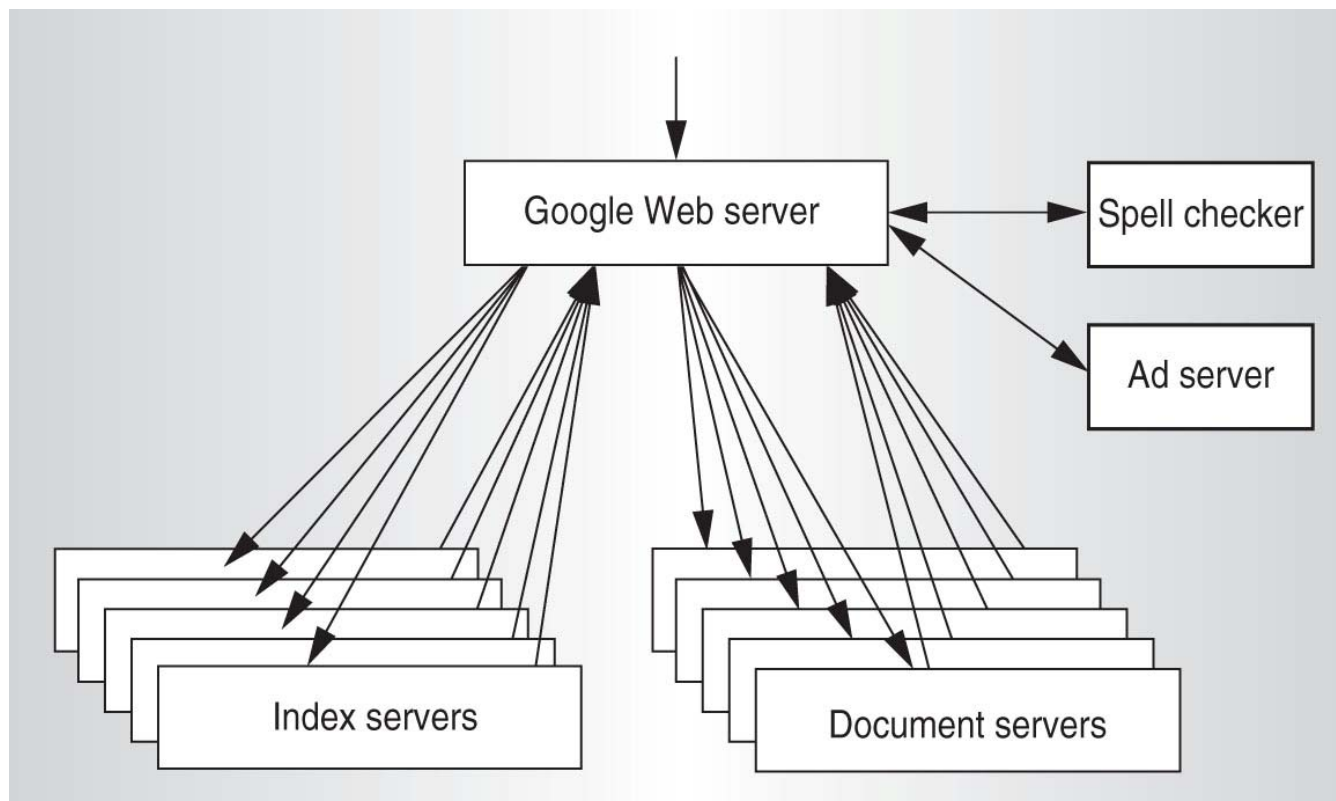 Google Web server
Spell checker
Ad server
Index servers
Document servers